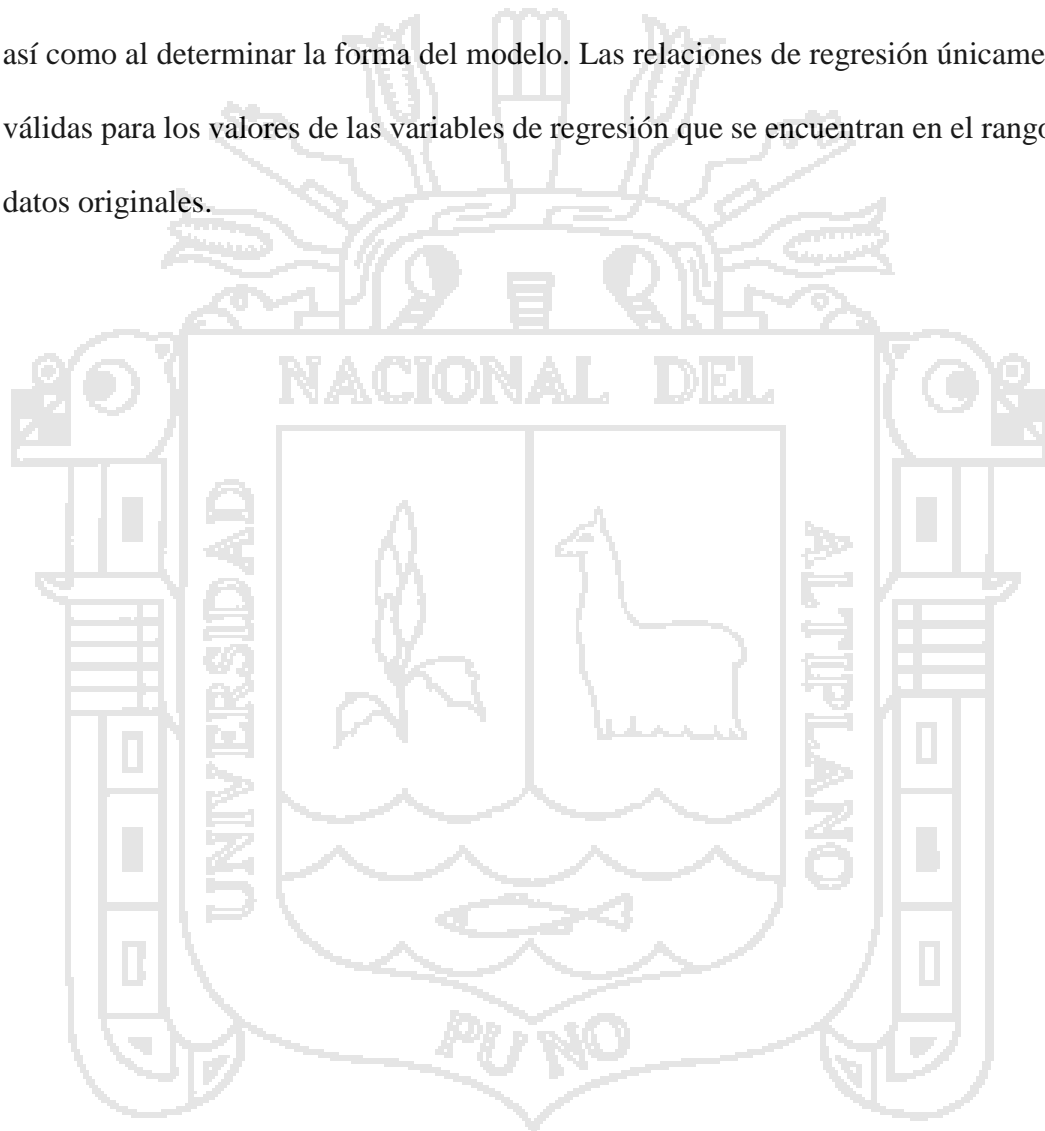 así como al determinar la forma del modelo. Las relaciones de regresión únicame
válidas para los valores de las variables de regresión que se encuentran en el rango
datos originales.
NACIONAL DEL
UNIVERSIDAD
ALTIPLANO
PUNO